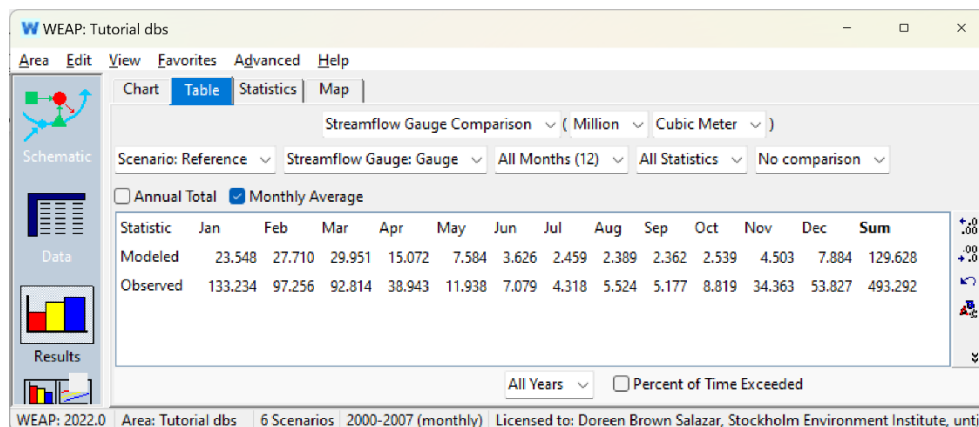 W WEAP: Tutorial dbs
Area Edit View Favorites Advanced Help
Chart Table Statistics Map
Streamflow Gauge Comparison ( Million Cubic Meter )
Schematic
Scenario: Reference Streamflow Gauge: Gauge All Months (12) All Statistics No comparison
Annual Total Monthly Average
Statistic Jan Feb Mar Apr May Jun Jul Aug Sep Oct Nov Dec Sum
Modeled 23.548 27.710 29.951 15.072 7.584 3.626 2.459 2.389 2.362 2.539 4.503 7.884 129.628
Data
Observed 133.234 97.256 92.814 38.943 11.938 7.079 4.318 5.524 5.177 8.819 34.363 53.827 493.292
Results
All Years Percent of Time Exceeded
WEAP: 2022.0 Area: Tutorial dbs 6 Scenarios 2000-2007 (monthly) Licensed to: Doreen Brown Salazar, Stockholm Environment Institute, unti